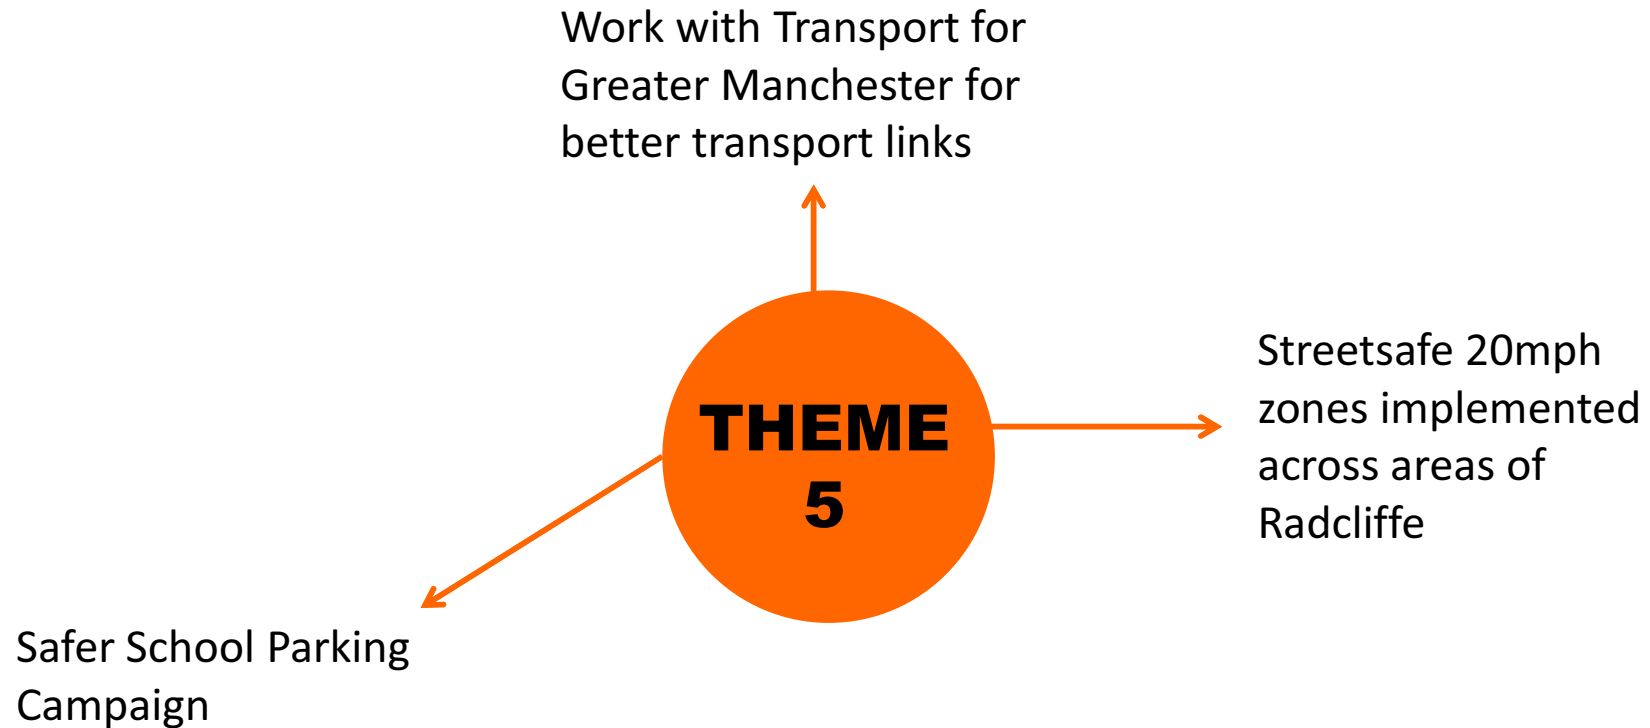 Work with Transport for
Greater Manchester for
better transport links
THEME
5
Streetsafe 20mph
zones implemented
across areas of
Radcliffe
Safer School Parking
Campaign